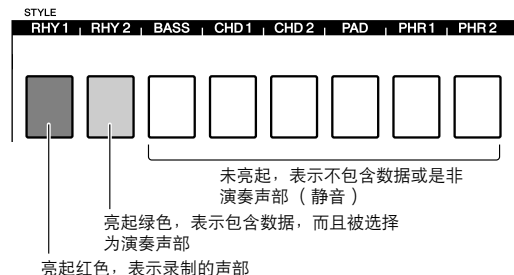 STYLE
RHY 1 RHY 2 BASS CHD 1 CHD 2 PAD PHR 1 PHR 2
未亮起，表示不包含数据或是非
演奏声部（静音）
亮起绿色，表示包含数据，而且被选择
为演奏声部
亮起红色，表示录制的声部